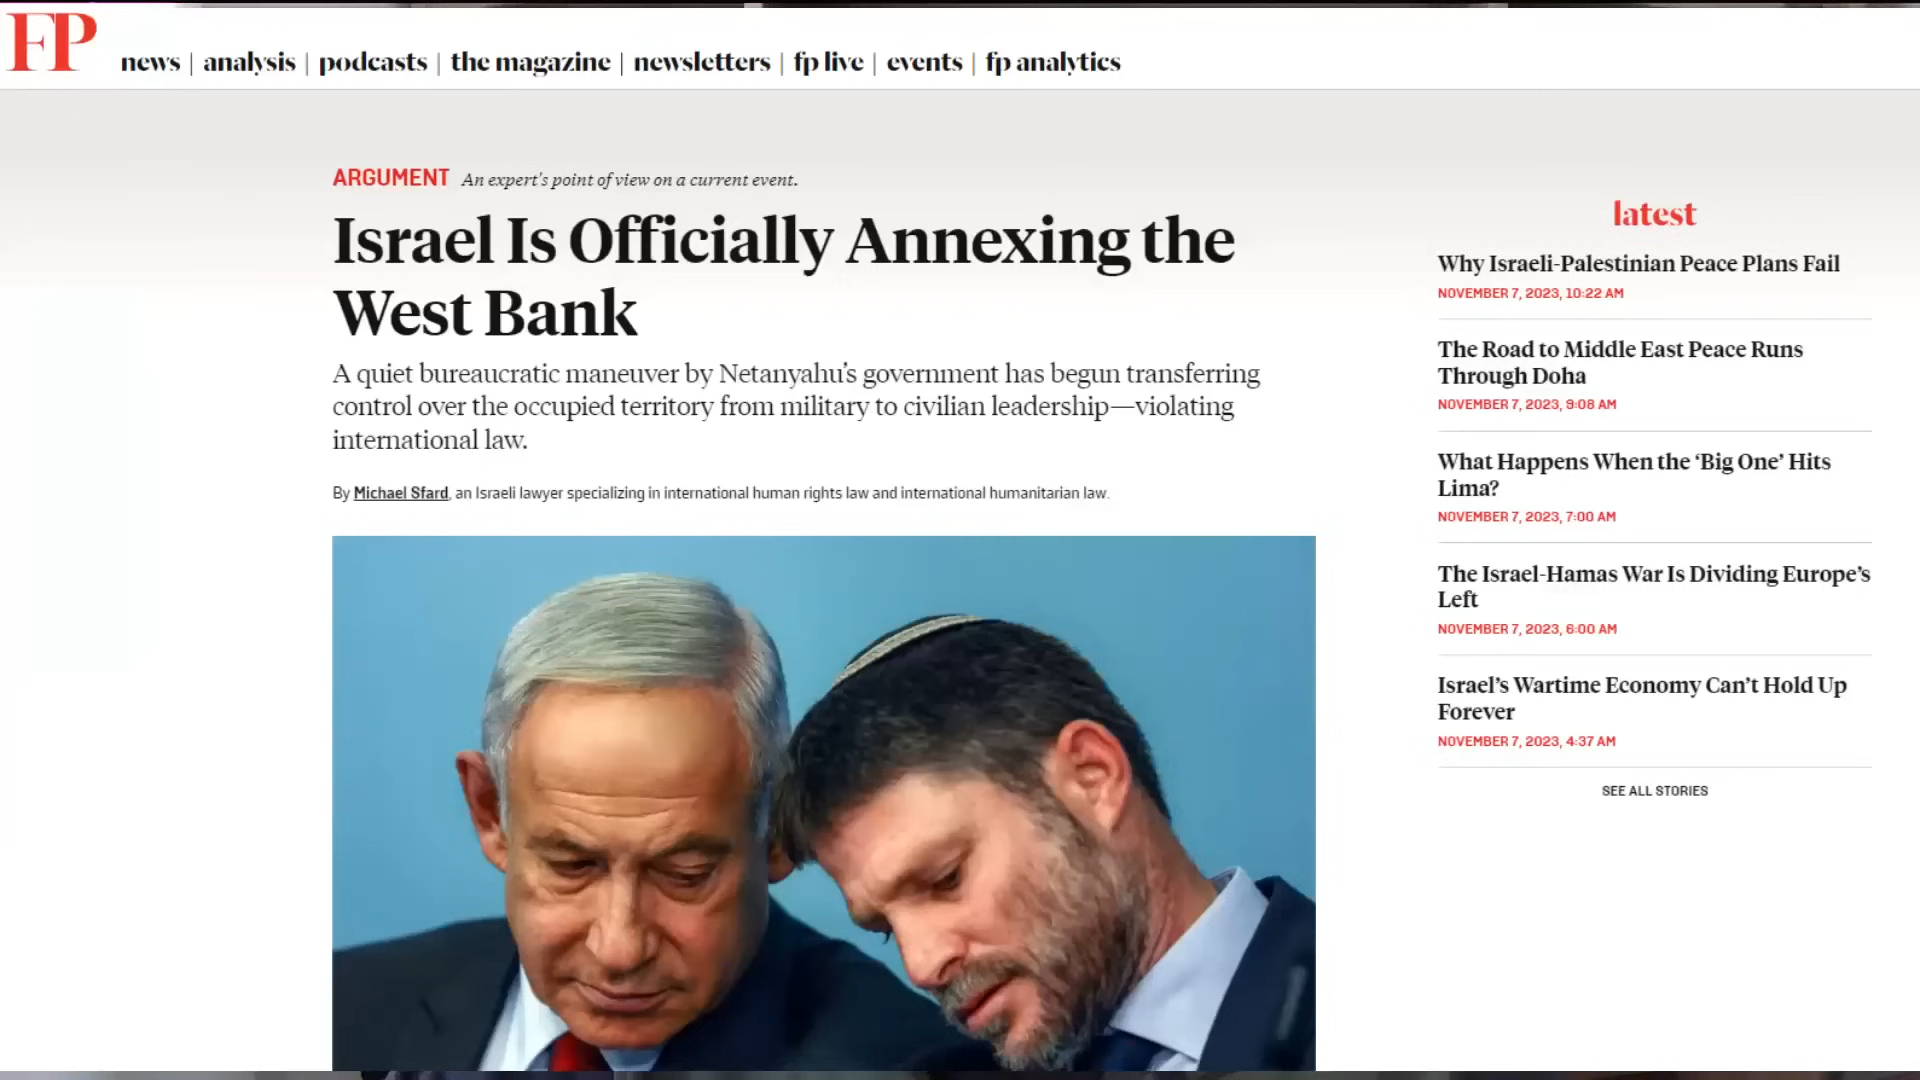 FP
news | analysis | podcasts | the magazine | newsletters | fp live | events | fp analytics
ARGUMENT An expert's point of view on a current event.
Israel Is Officially Annexing the
West Bank
A quiet bureaucratic maneuver by Netanyahu's government has begun transferring
control over the occupied territory from military to civilian leadership—violating
international law.
By Michael Sfard, an Israeli lawyer specializing in international human rights law and international humanitarian law.
latest
Why Israeli-Palestinian Peace Plans Fail
NOVEMBER 7, 2023, 10:22 AM
The Road to Middle East Peace Runs
Through Doha
NOVEMBER 7, 2023, 9:08 AM
What Happens When the ‘Big One’ Hits
Lima?
NOVEMBER 7, 2023, 7:00 AM
The Israel-Hamas War Is Dividing Europe’s
Left
NOVEMBER 7, 2023, 6:00 AM
Israel’s Wartime Economy Can’t Hold Up
Forever
NOVEMBER 7, 2023, 4:37 AM
SEE ALL STORIES